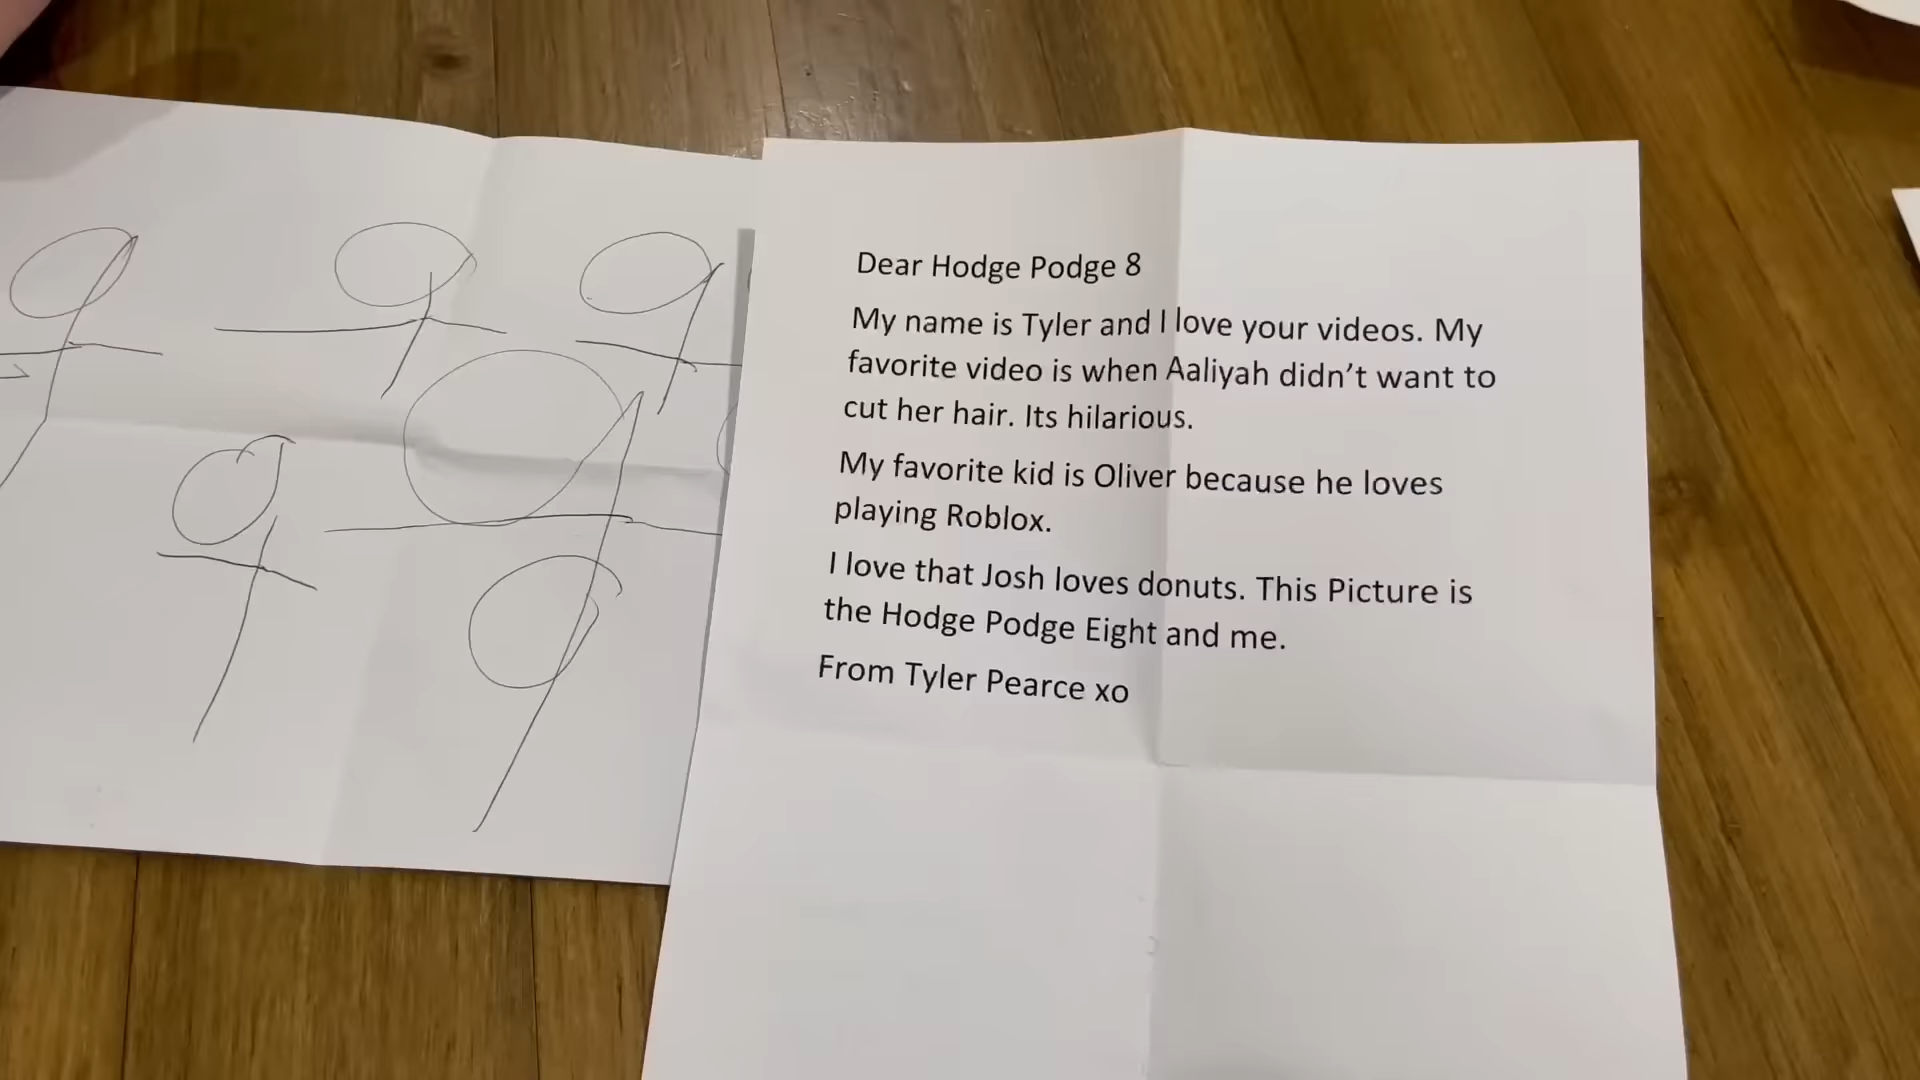 Dear Hodge Podge 8
My name is Tyler and I love your videos. My
favorite video is when Aaliyah didn't want to
cut her hair. Its hilarious.
My favorite kid is Oliver because he loves
playing Roblox.
I love that Josh loves donuts. This Picture is
the Hodge Podge Eight and me.
From Tyler Pearce xo